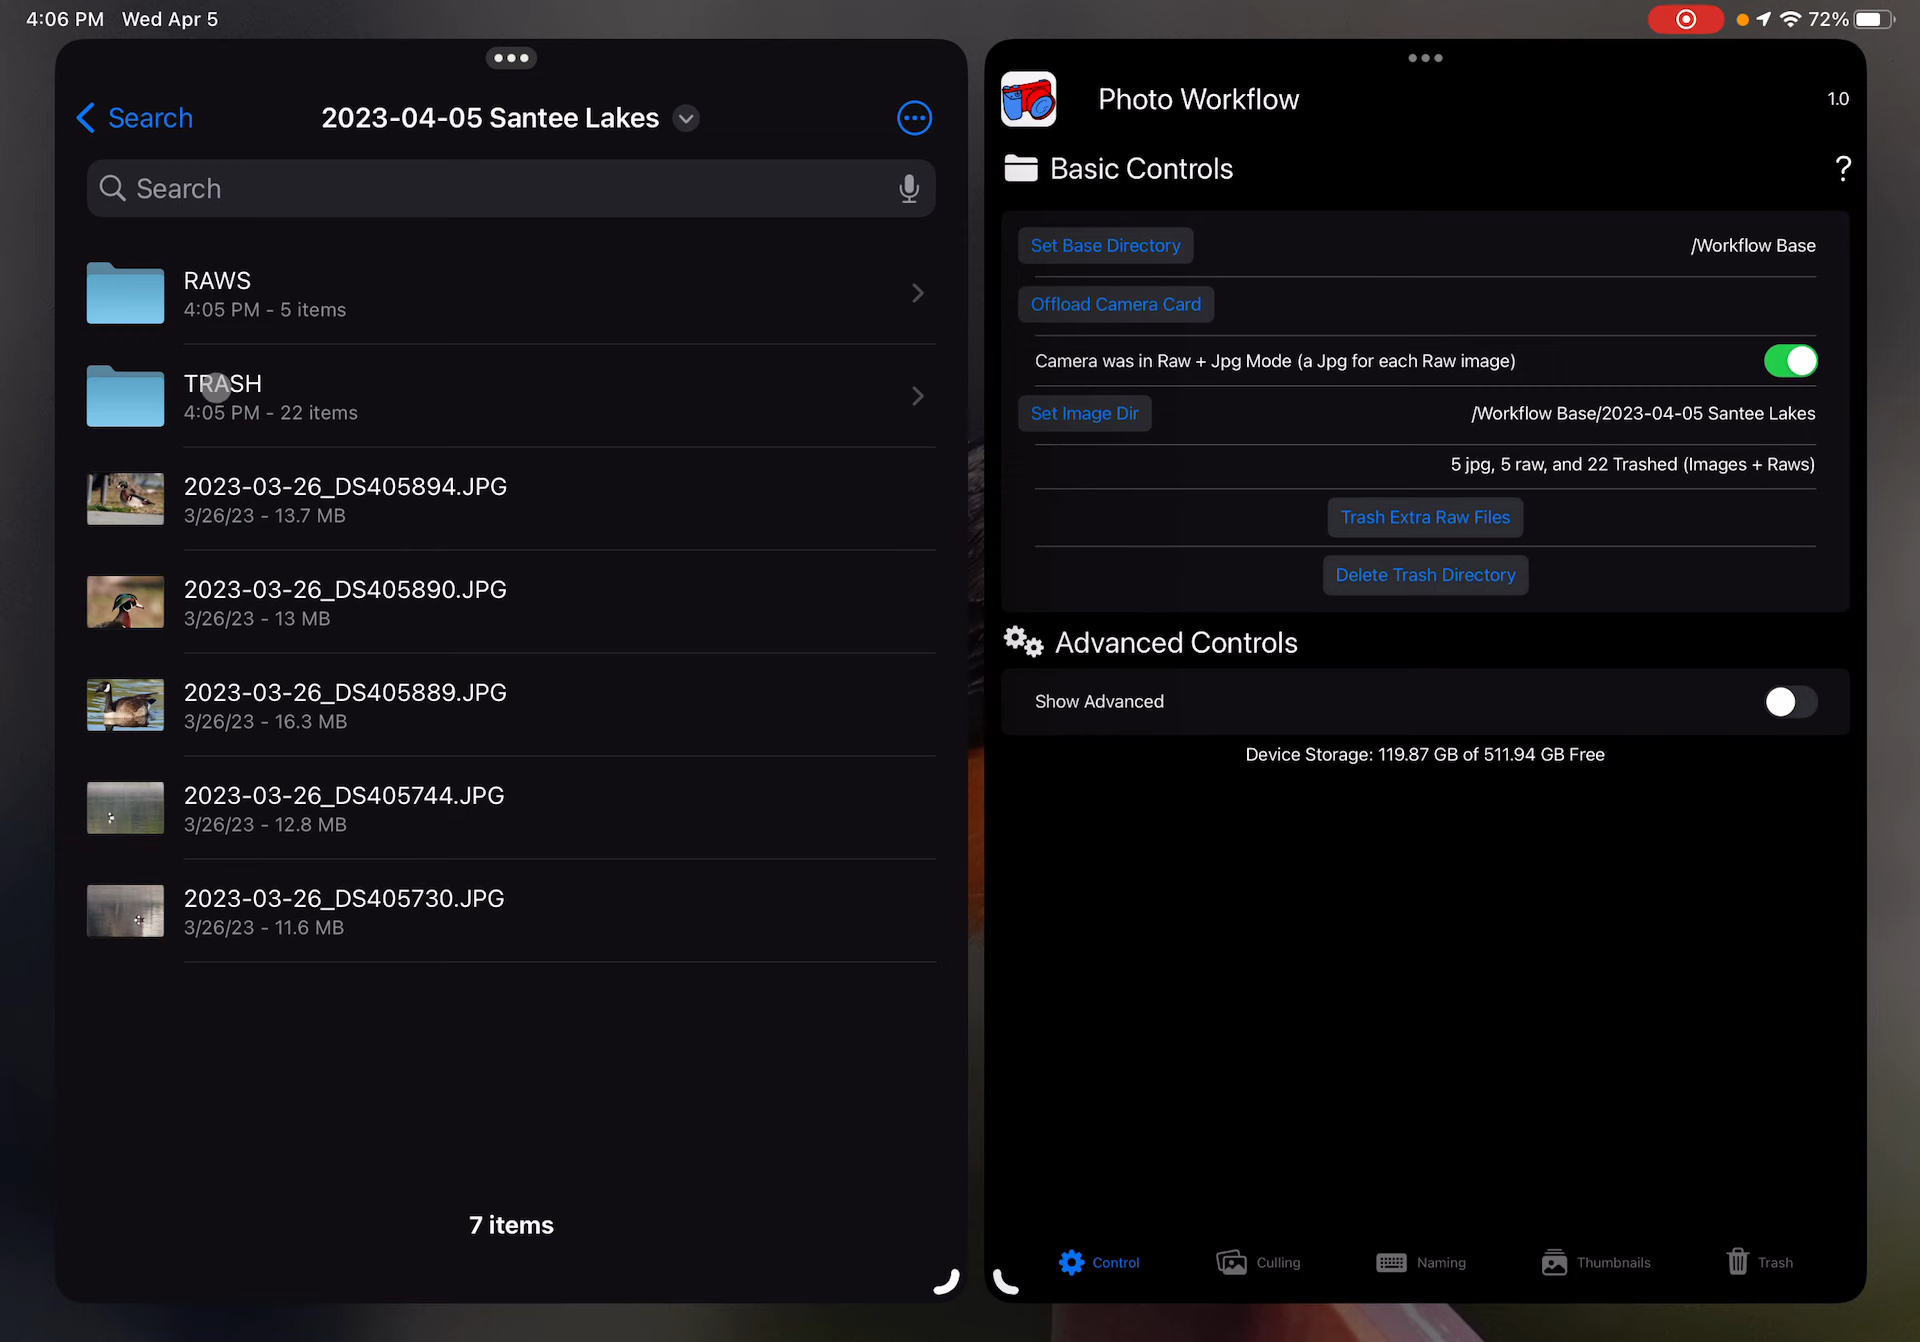 4:06 PM Wed Apr 5
72%
Search
2023-04-05 Santee Lakes
Search
RAWS
4:05 PM - 5 items
TRASH
4:05 PM - 22 items
2023-03-26_DS405894.JPG
3/26/23 - 13.7 MB
2023-03-26_DS405890.JPG
3/26/23 - 13 MB
2023-03-26_DS405889.JPG
3/26/23 - 16.3 MB
2023-03-26_DS405744.JPG
3/26/23 - 12.8 MB
2023-03-26_DS405730.JPG
3/26/23 - 11.6 MB
7 items
Photo Workflow
1.0
Basic Controls
?
Set Base Directory
/Workflow Base
Offload Camera Card
Camera was in Raw + Jpg Mode (a Jpg for each Raw image)
Set Image Dir
/Workflow Base/2023-04-05 Santee Lakes
5 jpg, 5 raw, and 22 Trashed (Images + Raws)
Trash Extra Raw Files
Delete Trash Directory
Advanced Controls
Show Advanced
Device Storage: 119.87 GB of 511.94 GB Free
Control
Culling
Naming
Thumbnails
Trash